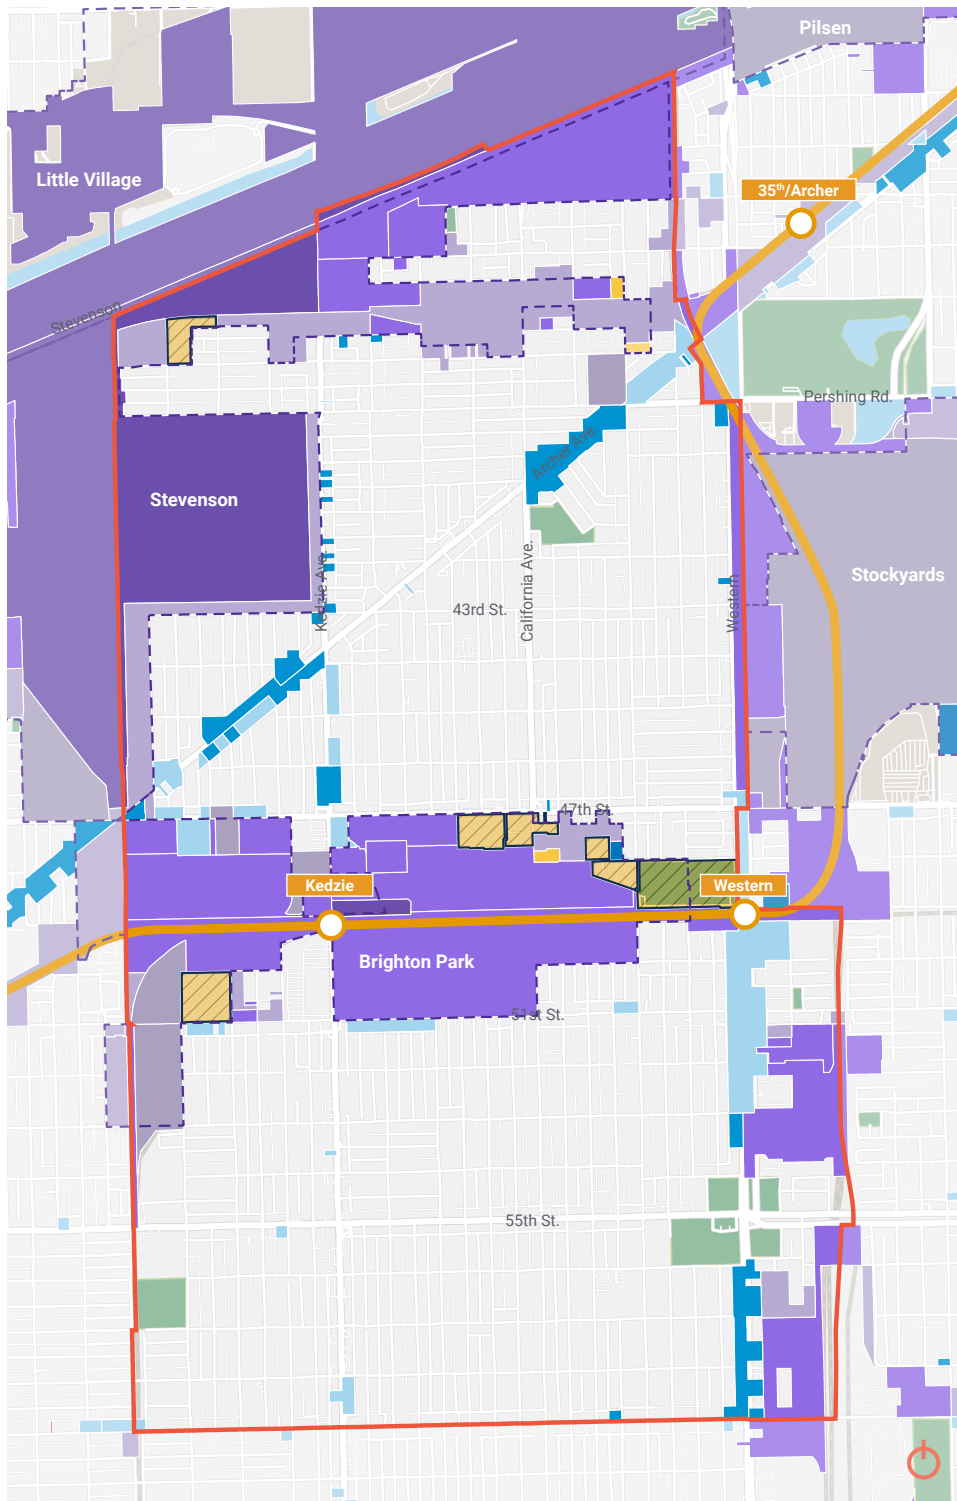 Pilsen
Little Village
35th/Archer
Stevenson
Pershing Rd.
Archer Ave.
Stevenson
Kedzie Ave.
California Ave.
43rd St.
Western
Stockyards
47th St.
Kedzie
Western
Brighton Park
51st St.
55th St.